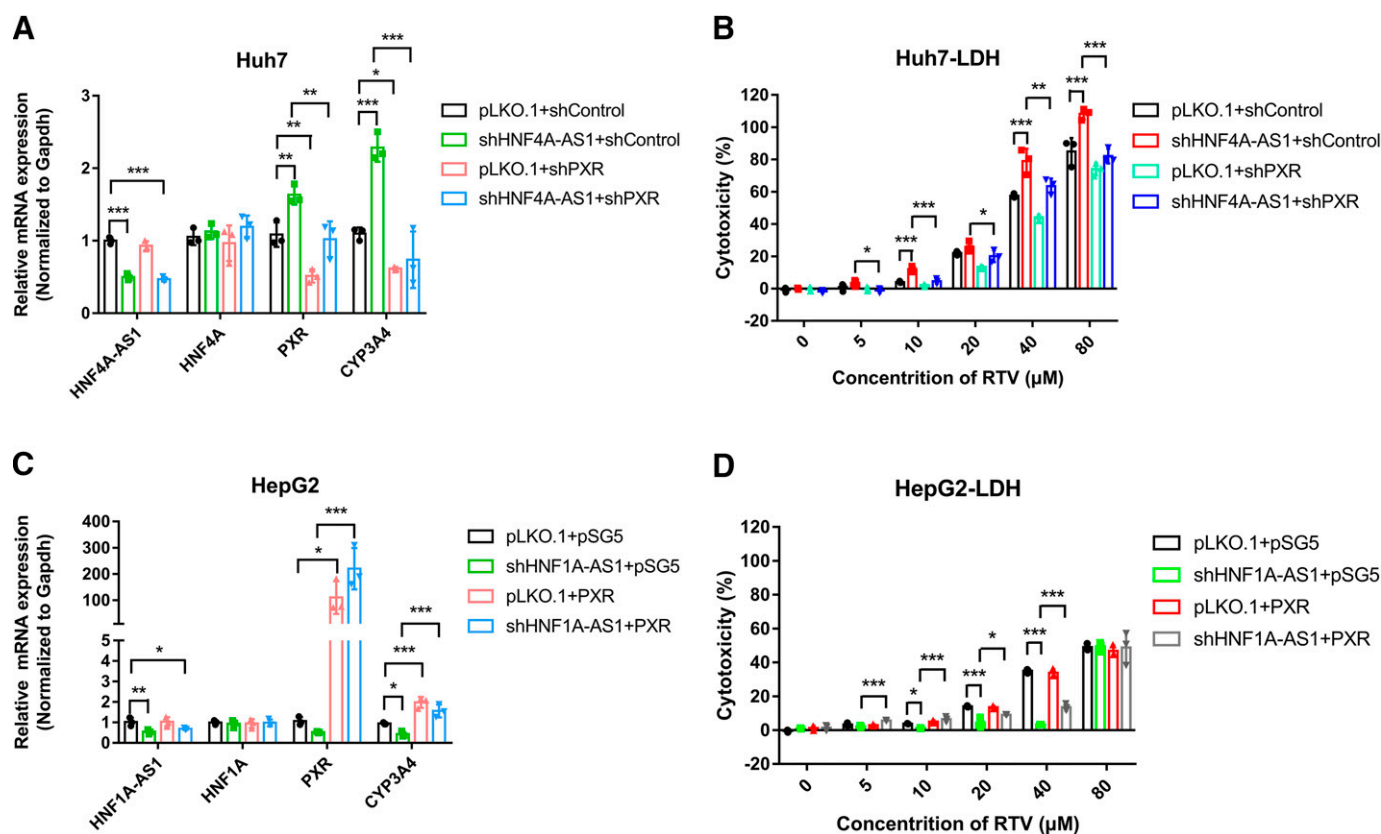 A
Huh7
Relative mRNA expression
(Normalized to Gapdh)
3
2
1
0
***
***
**
**
**
***
*
***
HNF4A-AS1
HNF4A
PXR
CYP3A4
pLKO.1+shControl
shHNF4A-AS1+shControl
pLKO.1+shPXR
shHNF4A-AS1+shPXR
B
Huh7-LDH
Cytotoxicity (%)
120
100
80
60
40
20
0
-20
*
***
***
*
**
***
***
***
0
5
10
20
40
80
Concentrition of RTV (μM)
pLKO.1+shControl
shHNF4A-AS1+shControl
pLKO.1+shPXR
shHNF4A-AS1+shPXR
C
HepG2
Relative mRNA expression
(Normalized to Gapdh)
400
300
200
100
5
4
3
2
1
0
*
**
***
*
***
***
*
HNF1A-AS1
HNF1A
PXR
CYP3A4
pLKO.1+pSG5
shHNF1A-AS1+pSG5
pLKO.1+PXR
shHNF1A-AS1+PXR
D
HepG2-LDH
Cytotoxicity (%)
120
100
80
60
40
20
0
-20
***
***
*
*
***
***
***
0
5
10
20
40
80
Concentrition of RTV (μM)
pLKO.1+pSG5
shHNF1A-AS1+pSG5
pLKO.1+PXR
shHNF1A-AS1+PXR